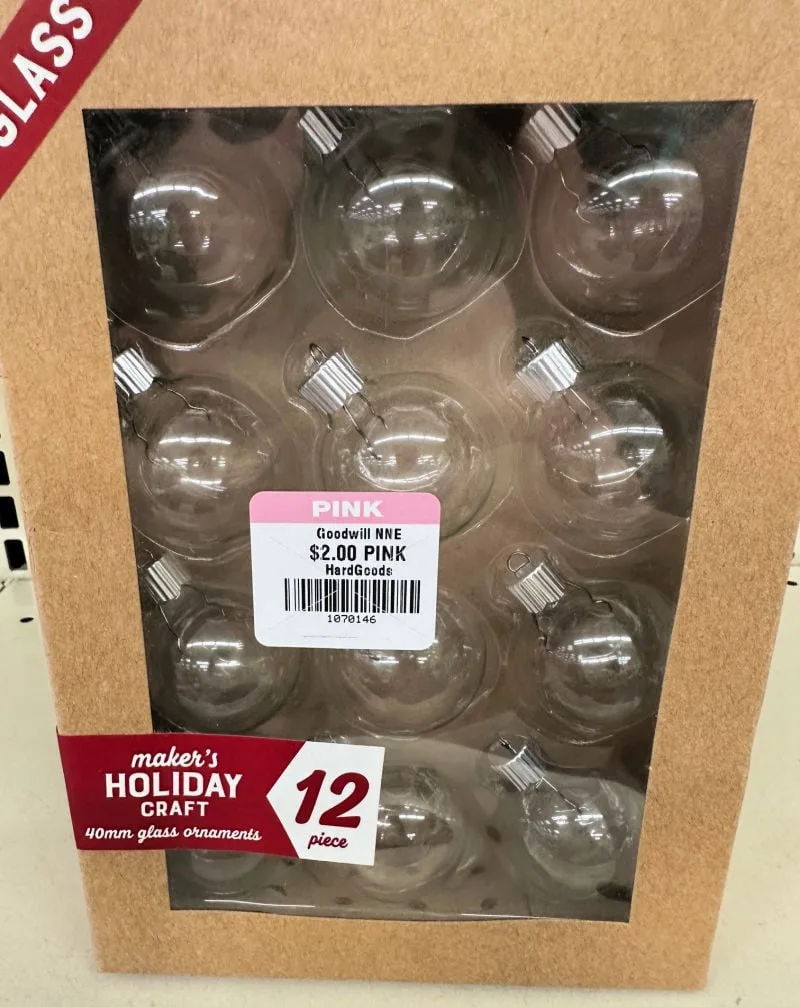 GLASS
PINK
Goodwill NNE
$2.00 PINK
HardGoods
1070146
maker's
HOLIDAY
CRAFT
40mm glass ornaments
12
piece